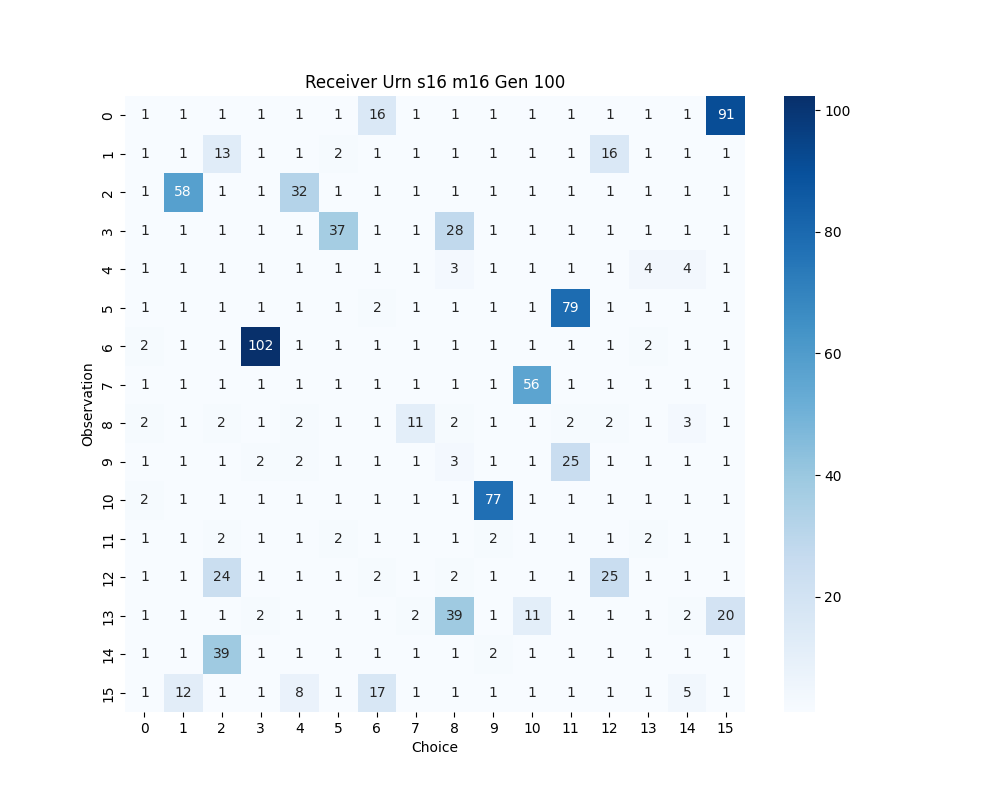 Receiver Urn s16 m16 Gen 100
0 1 1 1 1 1 1 16 1 1 1 1 1 1 1 1 91
1 1 1 13 1 1 2 1 1 1 1 1 1 16 1 1 1
2 1 58 1 1 32 1 1 1 1 1 1 1 1 1 1 1
3 1 1 1 1 1 37 1 1 28 1 1 1 1 1 1 1
4 1 1 1 1 1 1 1 1 3 1 1 1 1 4 4 1
5 1 1 1 1 1 1 2 1 1 1 1 79 1 1 1 1
6 2 1 1 102 1 1 1 1 1 1 1 1 1 2 1 1
7 1 1 1 1 1 1 1 1 1 1 56 1 1 1 1 1
8 2 1 2 1 2 1 1 11 2 1 1 2 2 1 3 1
9 1 1 1 2 2 1 1 1 3 1 1 25 1 1 1 1
10 2 1 1 1 1 1 1 1 1 77 1 1 1 1 1 1
11 1 1 2 1 1 2 1 1 1 2 1 1 1 2 1 1
12 1 1 24 1 1 1 2 1 2 1 1 1 25 1 1 1
13 1 1 1 2 1 1 1 2 39 1 11 1 1 1 2 20
14 1 1 39 1 1 1 1 1 1 2 1 1 1 1 1 1
15 1 12 1 1 8 1 17 1 1 1 1 1 1 1 5 1
0 1 2 3 4 5 6 7 8 9 10 11 12 13 14 15
Choice
Observation
100
80
60
40
20